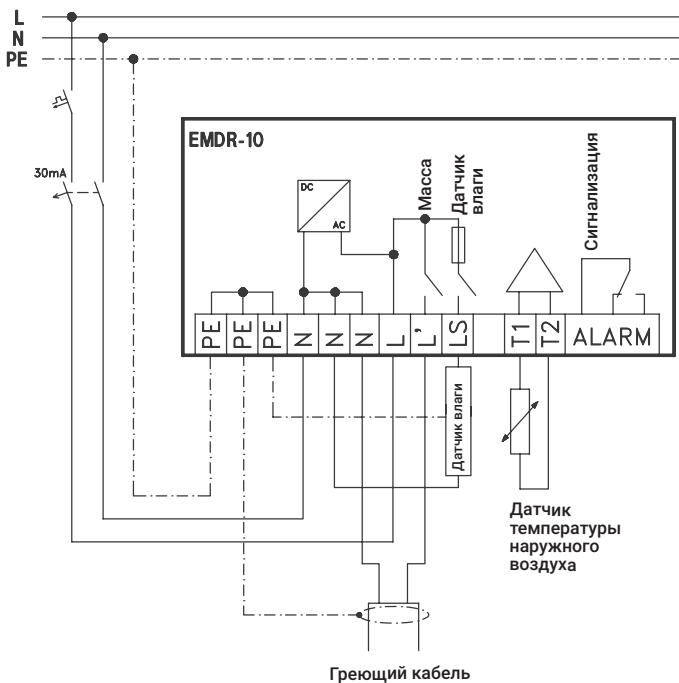 L
N
PE
30mA
EMDR-10
DC
AC
Масса
Датчик
влаги
Сигнализация
PE
PE
PE
N
N
N
L
L'
LS
T1
T2
ALARM
Датчик влаги
Датчик
температуры
наружного
воздуха
Греющий кабель